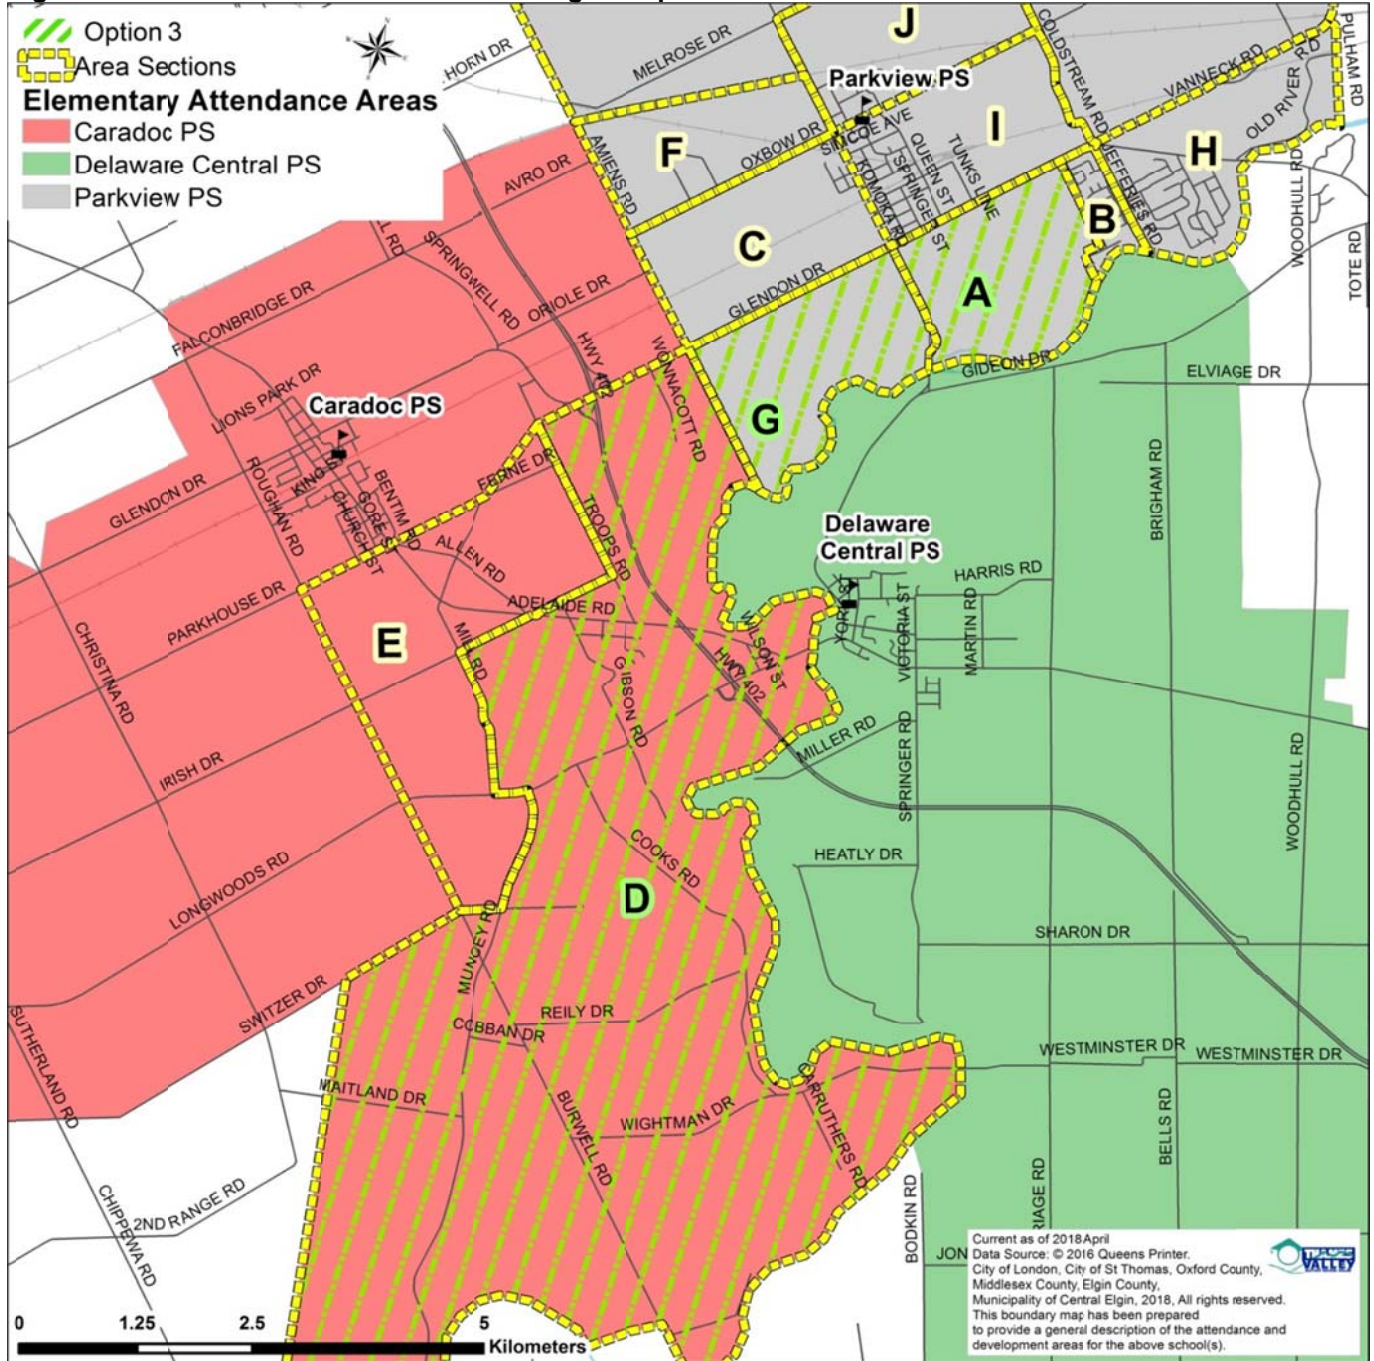 Option 3
Area Sections
Elementary Attendance Areas
Caradoc PS
Delaware Central PS
Parkview PS
HORN DR
MELROSE DR
J
COLDSTREAM RD
PULHAM RD
VANNECK RD
OLD RIVER RD
Parkview PS
I
F
OXBOW DR
SIMCOE AVE
QUEEN ST
TUNKS LINE
SPRINGER ST
KOMOKA RD
H
JEFFERIES RD
B
WOODHULL RD
TOTE RD
AMIENS RD
AVRO DR
C
GLENDON DR
A
GIDEON DR
ELVIAGE DR
LL RD
SPRINGWELL RD
ORIOLE DR
FALCONBRIDGE DR
HWY 402
WONNACOTT RD
LIONS PARK DR
Caradoc PS
KING ST
G
GLENDON DR
ROUGHAN RD
CHURCH ST
GORE ST
BENTIM RD
FERNE DR
TROOPS RD
ALLEN RD
ADELAIDE RD
BRIGHAM RD
Delaware
Central PS
HARRIS RD
YORK ST
VICTORIA ST
MARTIN RD
PARKHOUSE DR
CHRISTINA RD
E
MILL RD
WILSON ST
GIBSON RD
HWY 402
MILLER RD
SPRINGER RD
WOODHULL RD
IRISH DR
COOKS RD
HEATLY DR
LONGWOODS RD
D
SHARON DR
MUNCEY RD
SWITZER DR
REILY DR
COBBAN DR
WESTMINSTER DR
WESTMINSTER DR
SUTHERLAND RD
MAITLAND DR
BURWELL RD
WIGHTMAN DR
CARRUTHERS RD
BELLS RD
CHIPPEWA RD
2ND RANGE RD
BODKIN RD
RIAGE RD
JON
Current as of 2018April
Data Source: © 2016 Queens Printer.
City of London, City of St Thomas, Oxford County,
Middlesex County, Elgin County,
Municipality of Central Elgin, 2018, All rights reserved.
This boundary map has been prepared
to provide a general description of the attendance and
development areas for the above school(s).
VALLEY
0 1.25 2.5 5
Kilometers